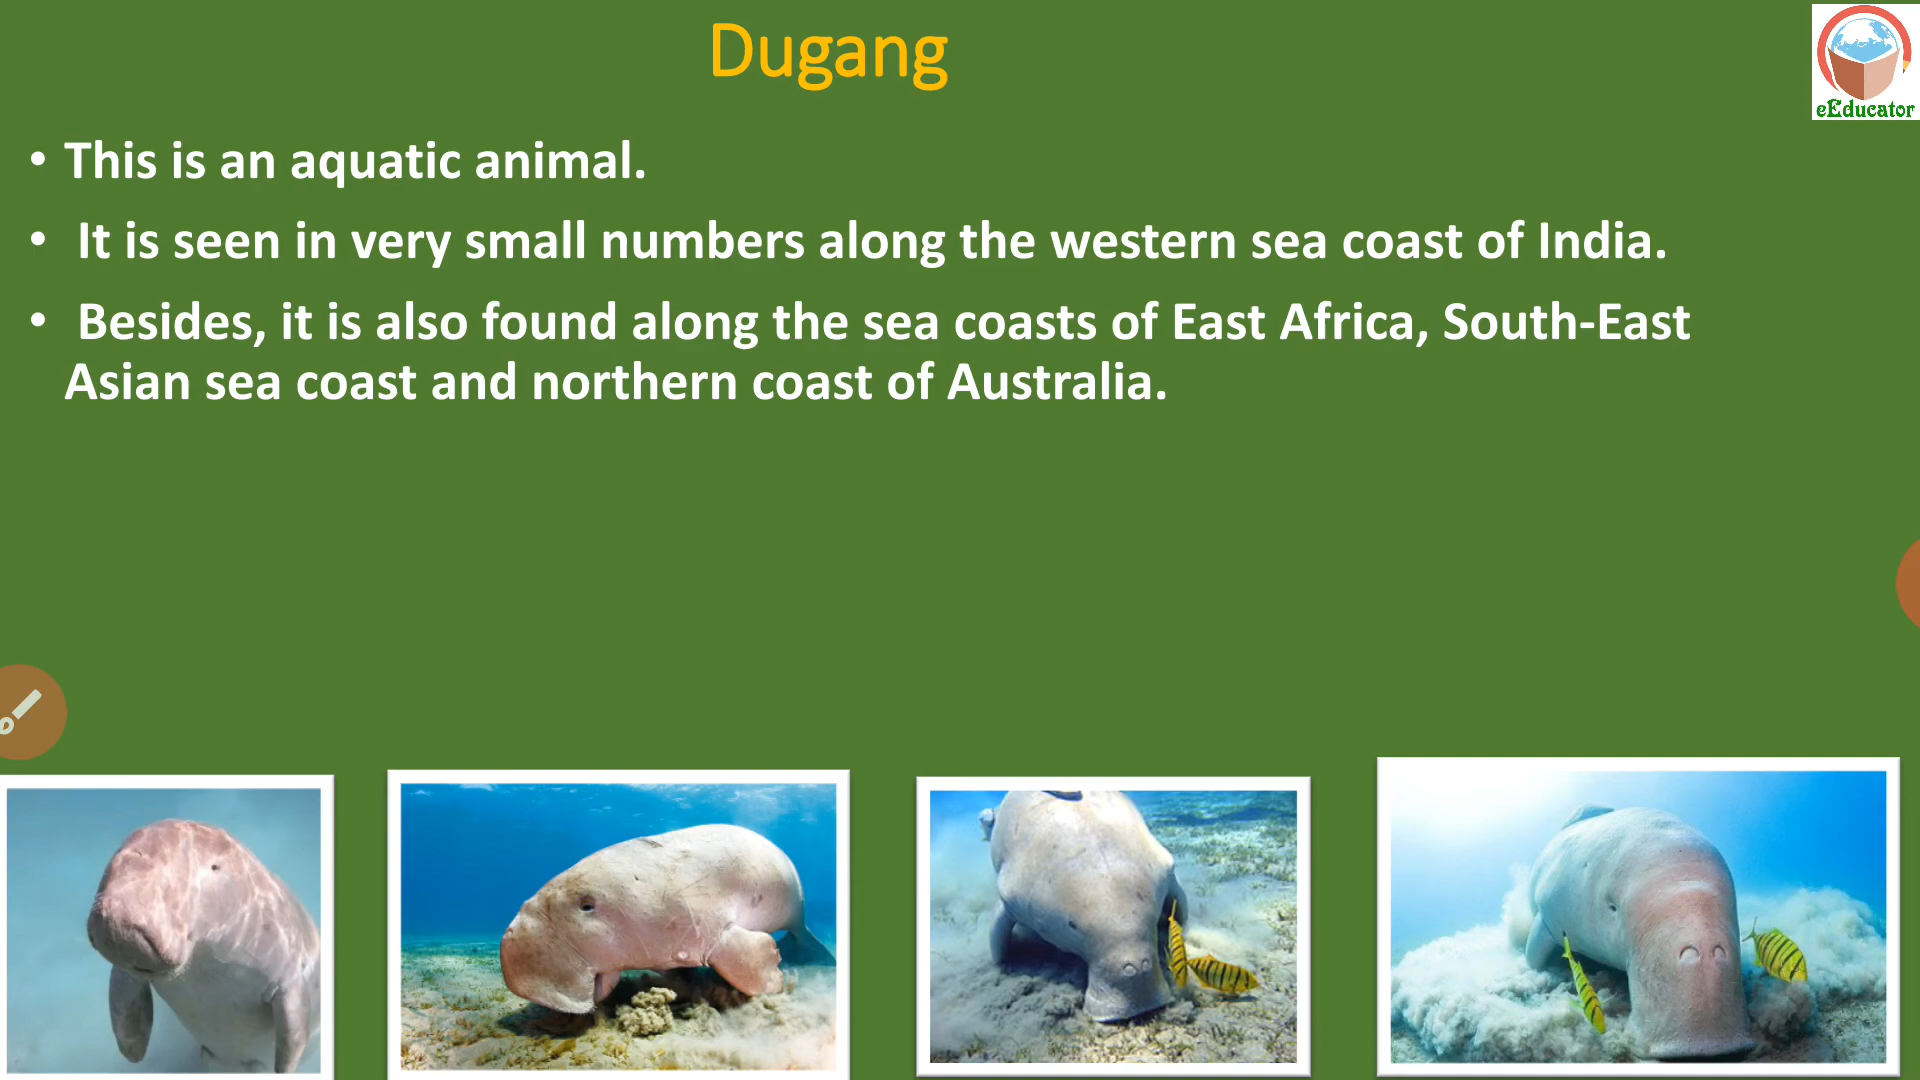 Dugang
eEducator
• This is an aquatic animal.
• It is seen in very small numbers along the western sea coast of India.
• Besides, it is also found along the sea coasts of East Africa, South-East
Asian sea coast and northern coast of Australia.